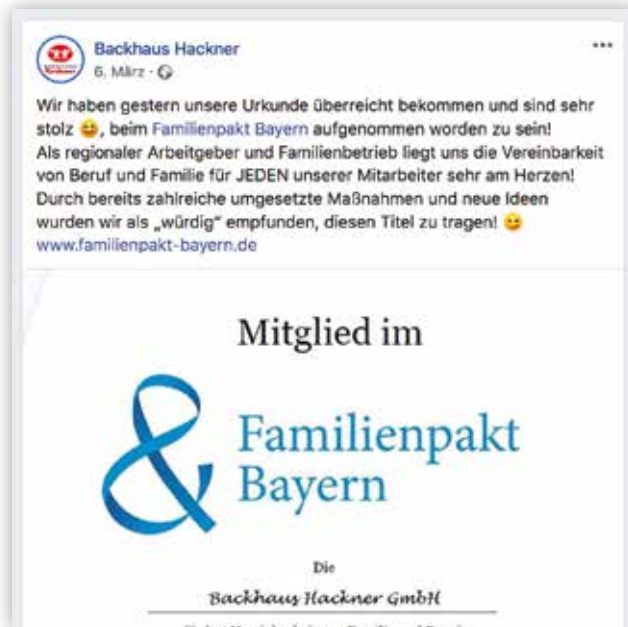 Backhaus Hackner
6. März ·
Wir haben gestern unsere Urkunde überreicht bekommen und sind sehr
stolz 😆, beim Familienpakt Bayern aufgenommen worden zu sein!
Als regionaler Arbeitgeber und Familienbetrieb liegt uns die Vereinbarkeit
von Beruf und Familie für JEDEN unserer Mitarbeiter sehr am Herzen!
Durch bereits zahlreiche umgesetzte Maßnahmen und neue Ideen
wurden wir als „würdig" empfunden, diesen Titel zu tragen! 😉
www.familienpakt-bayern.de
Mitglied im
& Familienpakt
Bayern
Die
Backhaus Hackner GmbH